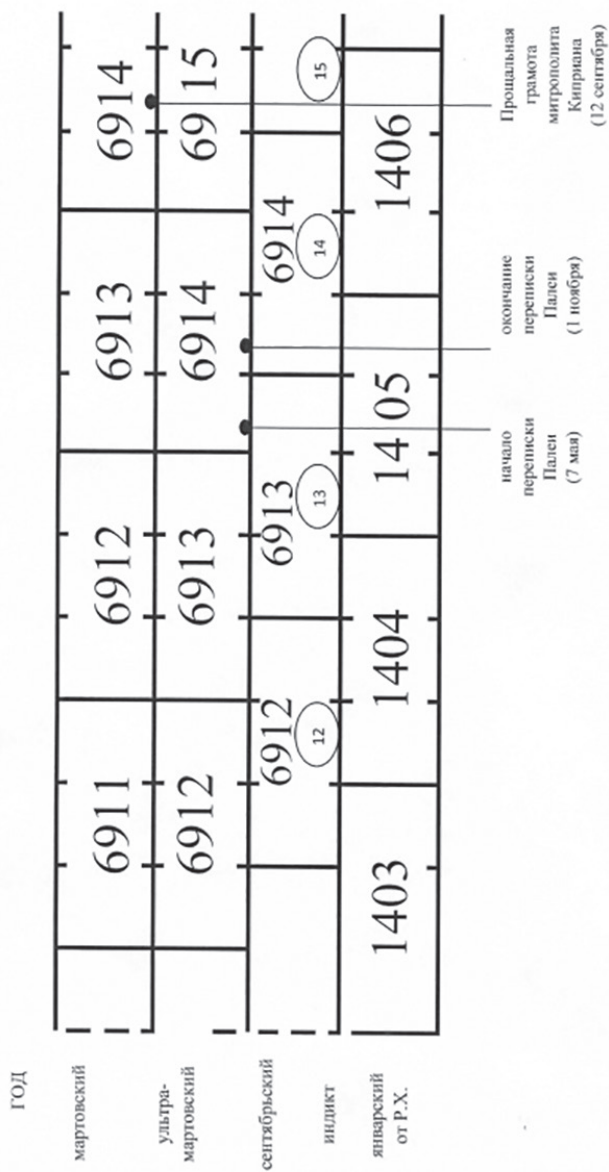 ГОД
мартовский 6911 6912 6913 6914
ультра-
мартовский 6912 6913 6914 69 15
сентябрьский 6912 6913 6914
индикт 12 13 14 15
январский
от Р.Х. 1403 1404 14 05 1406
начало
переписки
Палеи
(7 мая)
окончание
переписки
Палеи
(1 ноября)
Прощальная
грамота
митрополита
Киприана
(12 сентября)